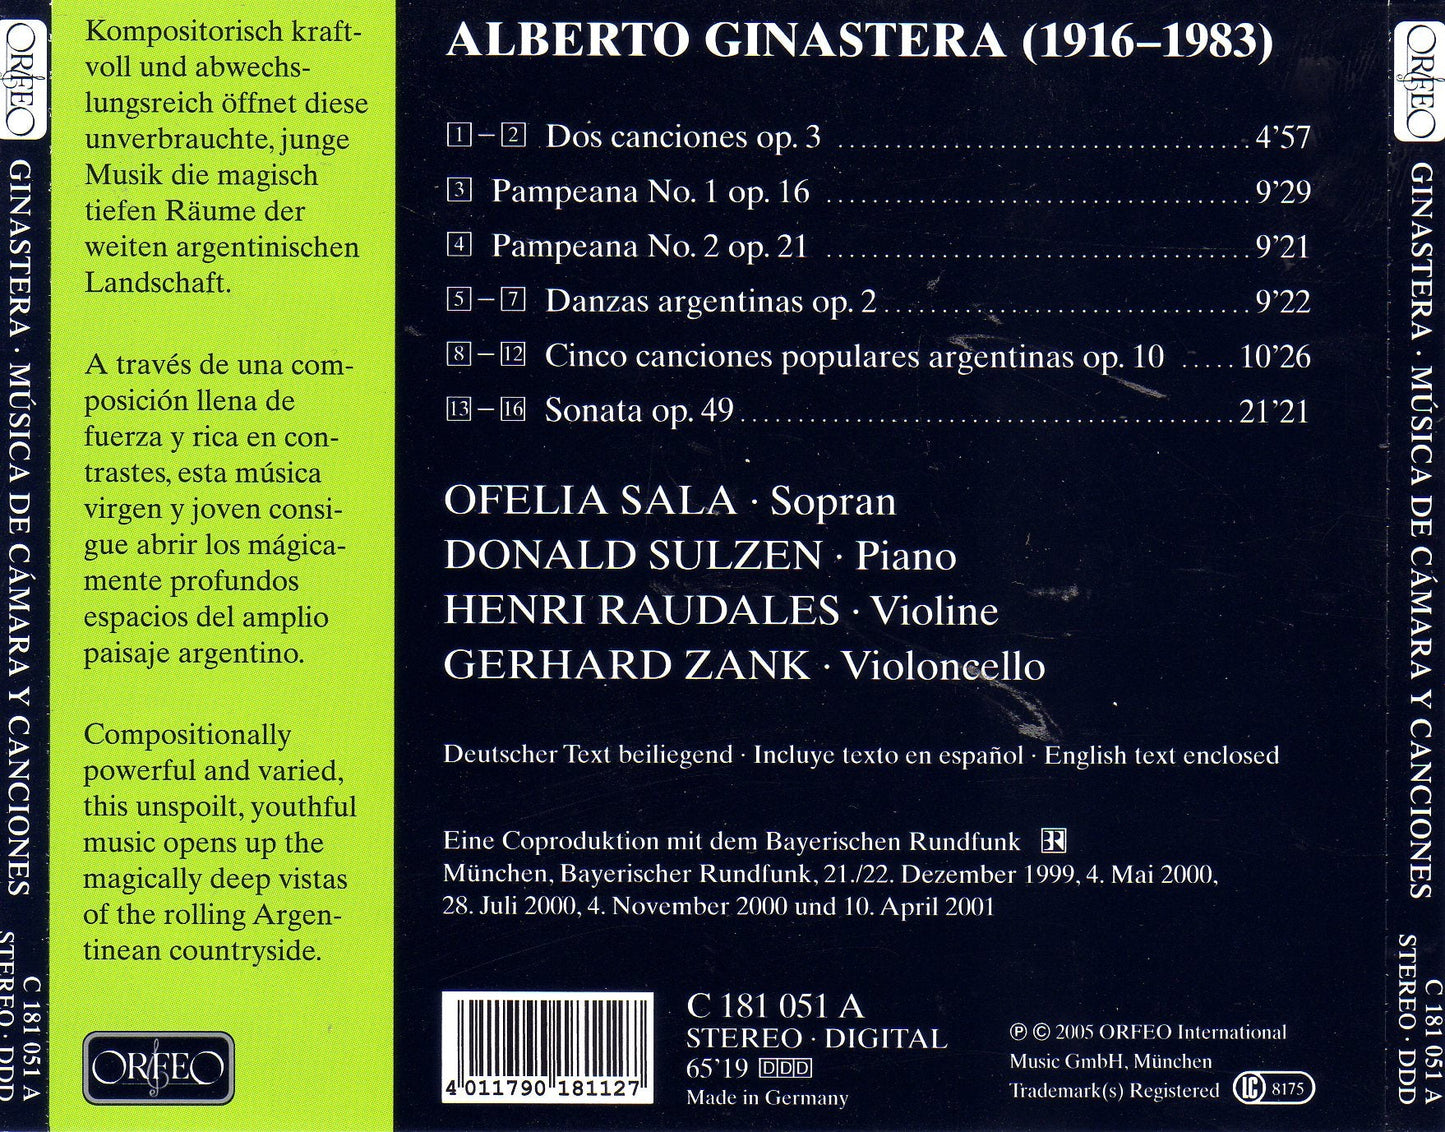 ORFEO
GINASTERA · MÚSICA DE CÁMARA Y CANCIONES
C 181 051 A
STEREO · DDD
Kompositorisch kraft-
voll und abwechs-
lungsreich öffnet diese
unverbrauchte, junge
Musik die magisch
tiefen Räume der
weiten argentinischen
Landschaft.
A través de una com-
posición llena de
fuerza y rica en con-
trastes, esta música
virgen y joven consi-
gue abrir los mágica-
mente profundos
espacios del amplio
paisaje argentino.
Compositionally
powerful and varied,
this unspoilt, youthful
music opens up the
magically deep vistas
of the rolling Argen-
tinean countryside.
ORFEO
ALBERTO GINASTERA (1916–1983)
1 – 2 Dos canciones op. 3 ........ 4’57
3 Pampeana No. 1 op. 16 ........ 9’29
4 Pampeana No. 2 op. 21 ........ 9’21
5 – 7 Danzas argentinas op. 2 ........ 9’22
8 – 12 Cinco canciones populares argentinas op. 10 ..... 10’26
13 – 16 Sonata op. 49 ........ 21’21
OFELIA SALA · Sopran
DONALD SULZEN · Piano
HENRI RAUDALES · Violine
GERHARD ZANK · Violoncello
Deutscher Text beiliegend · Incluye texto en español · English text enclosed
Eine Coproduktion mit dem Bayerischen Rundfunk BR
München, Bayerischer Rundfunk, 21./22. Dezember 1999, 4. Mai 2000,
28. Juli 2000, 4. November 2000 und 10. April 2001
4 011790 181127
C 181 051 A
STEREO · DIGITAL
65’19 DDD
Made in Germany
℗ © 2005 ORFEO International
Music GmbH, München
Trademark(s) Registered LC 8175
ORFEO
GINASTERA · MÚSICA DE CÁMARA Y CANCIONES
C 181 051 A
STEREO · DDD